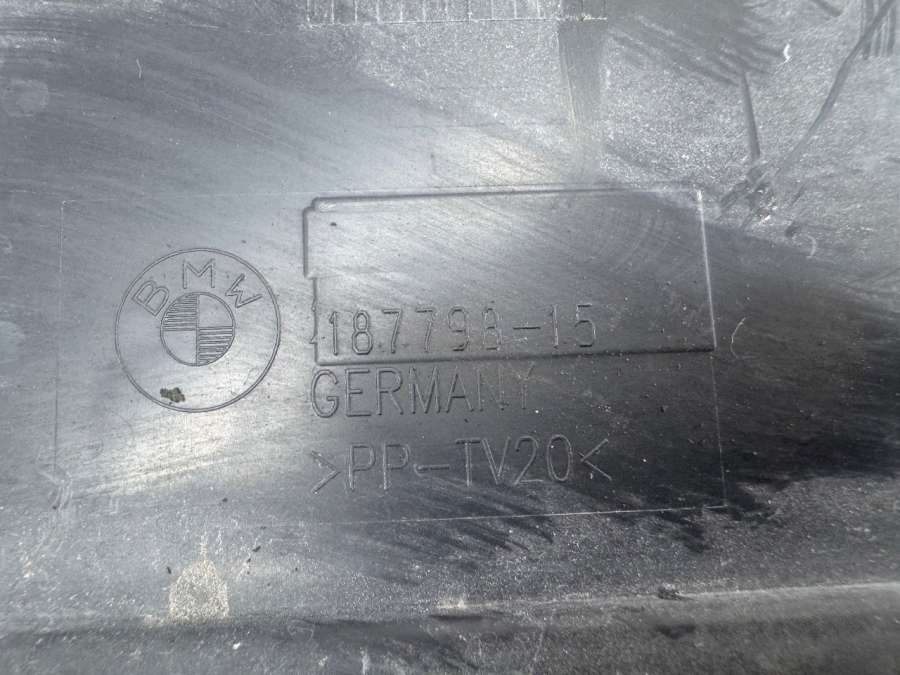 BMW
187798-15
GERMANY
>PP-TV20<